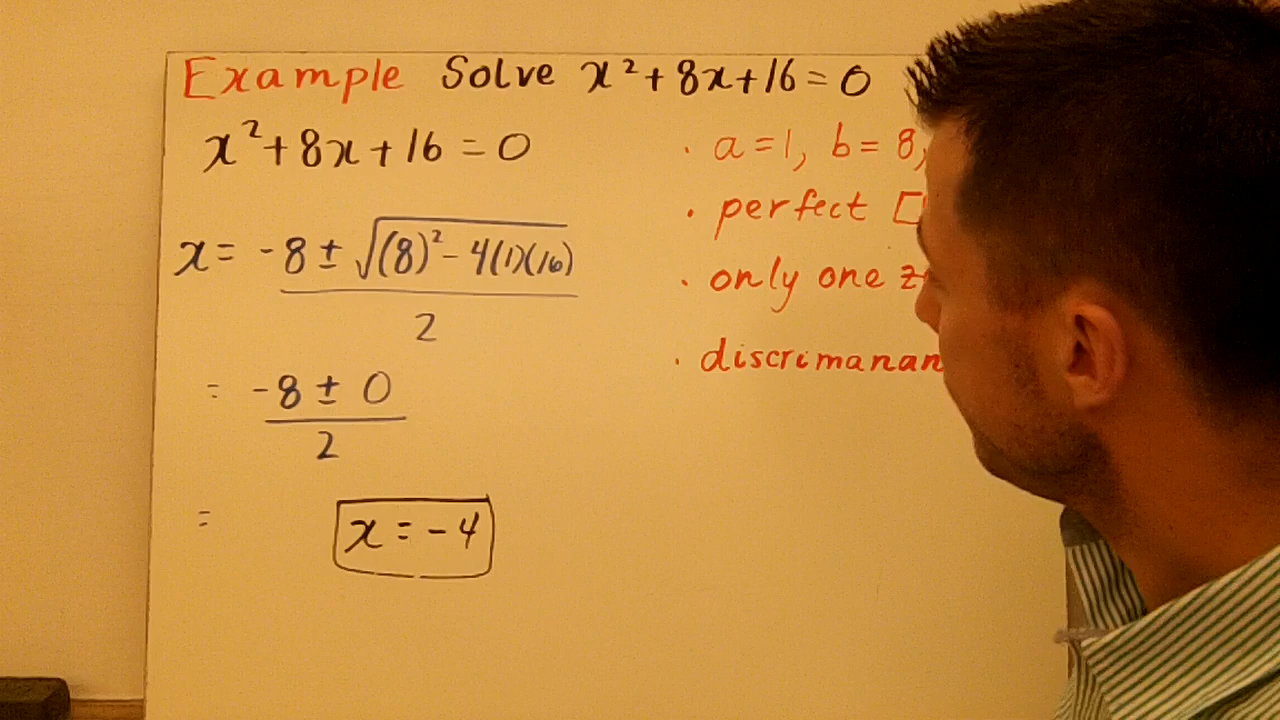 Example Solve x²+8x+16=0
x²+8x+16=0
x = -8 ± √(8)²-4(1)(16)
2
= -8 ± 0
2
= x = -4
· a=1, b=8,
· perfect
· only one
· discrimanan